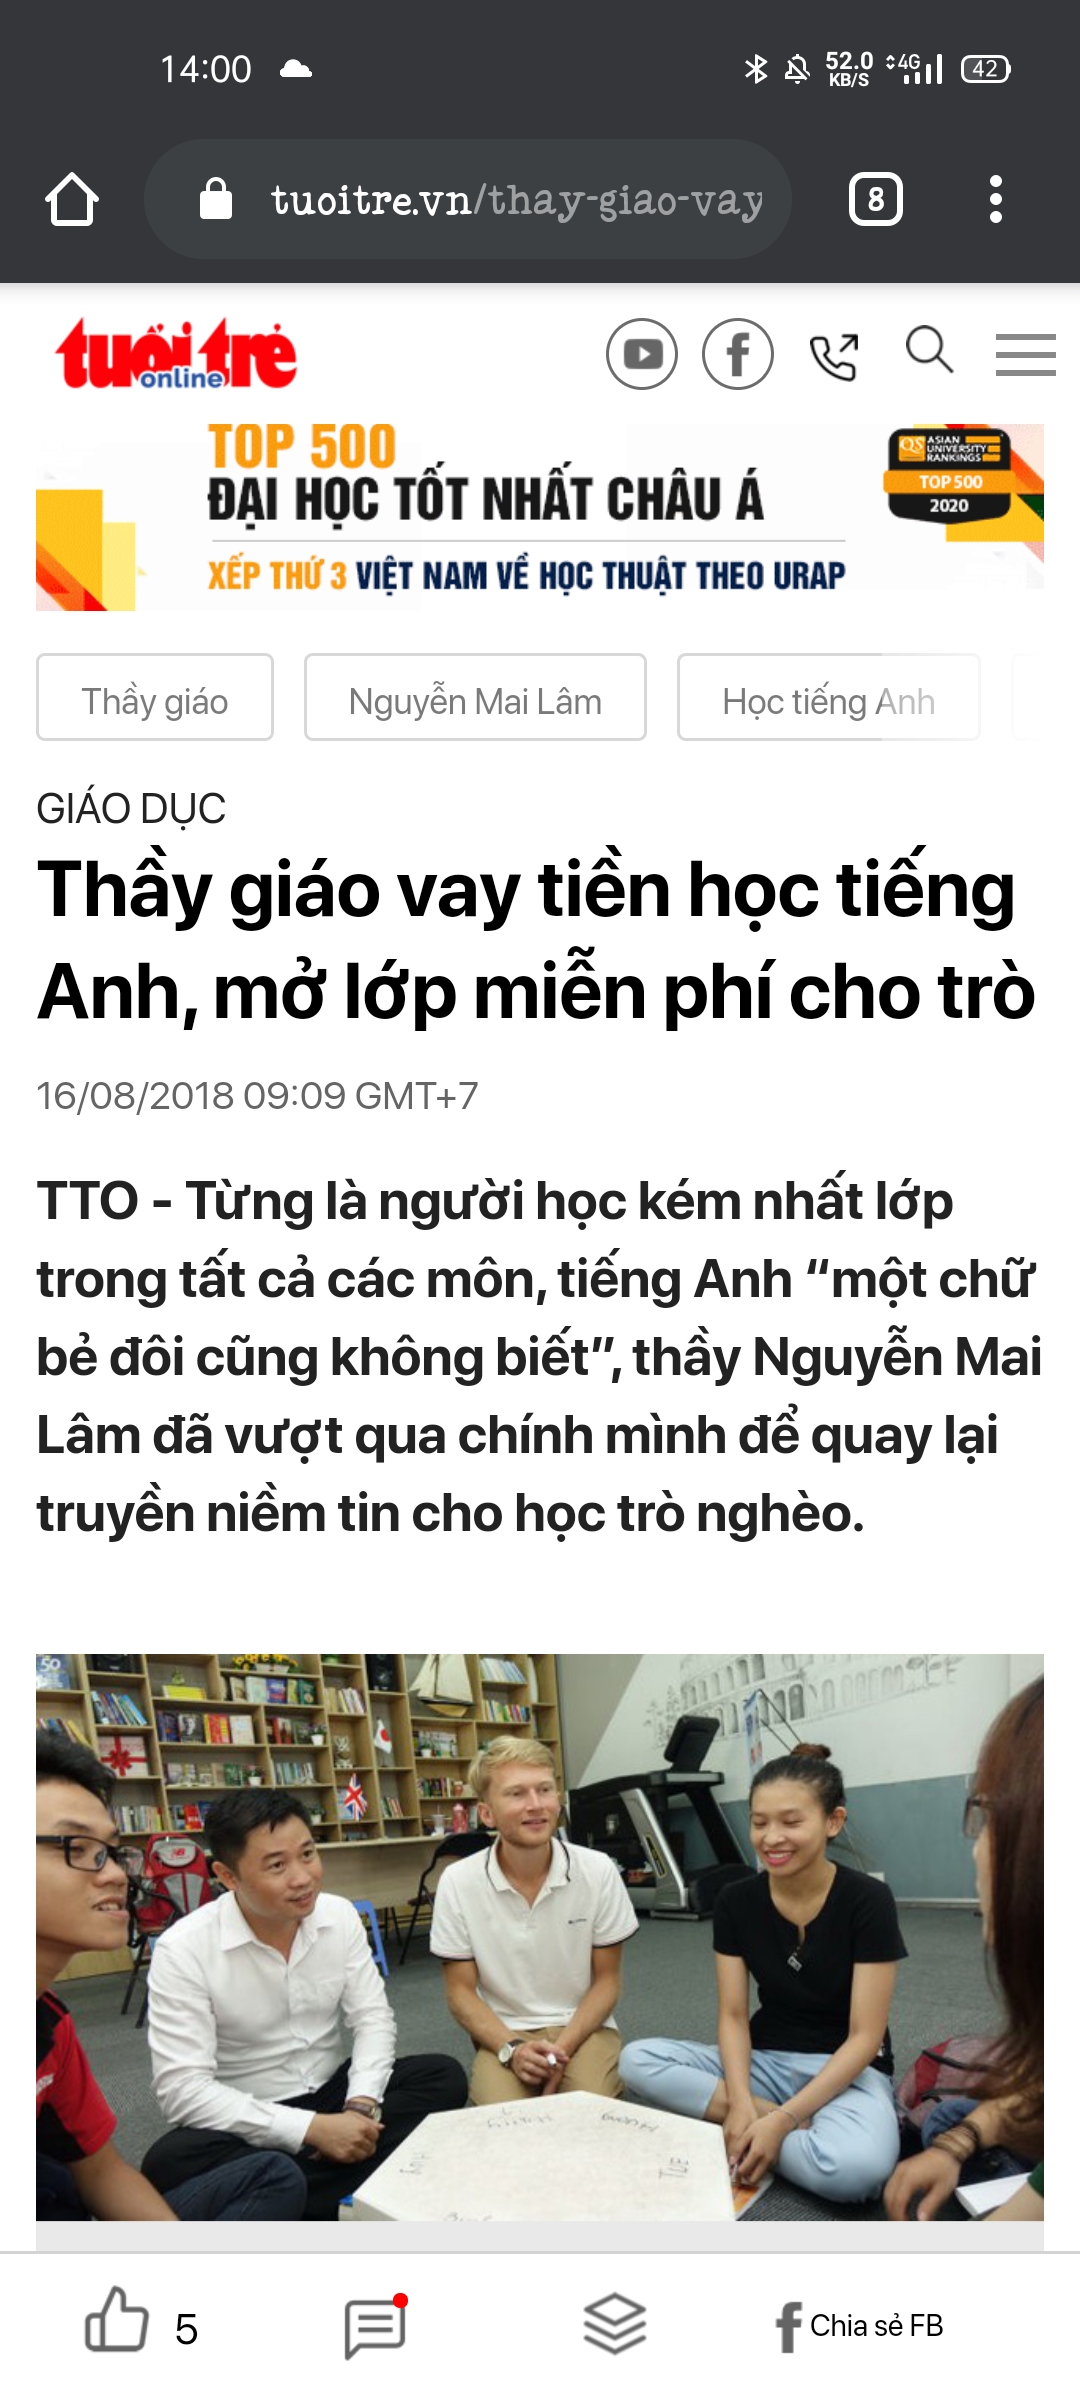 14:00 52.0 KB/S 4G 42
tuoitre.vn/thay-giao-vay
8
tuổi trẻ online
TOP 500
ĐẠI HỌC TỐT NHẤT CHÂU Á
XẾP THỨ 3 VIỆT NAM VỀ HỌC THUẬT THEO URAP
QS ASIAN
UNIVERSITY
RANKINGS
TOP 500
2020
Thầy giáo
Nguyễn Mai Lâm
Học tiếng Anh
GIÁO DỤC
Thầy giáo vay tiền học tiếng
Anh, mở lớp miễn phí cho trò
16/08/2018 09:09 GMT+7
TTO - Từng là người học kém nhất lớp
trong tất cả các môn, tiếng Anh “một chữ
bẻ đôi cũng không biết”, thầy Nguyễn Mai
Lâm đã vượt qua chính mình để quay lại
truyền niềm tin cho học trò nghèo.
50
5
Chia sẻ FB